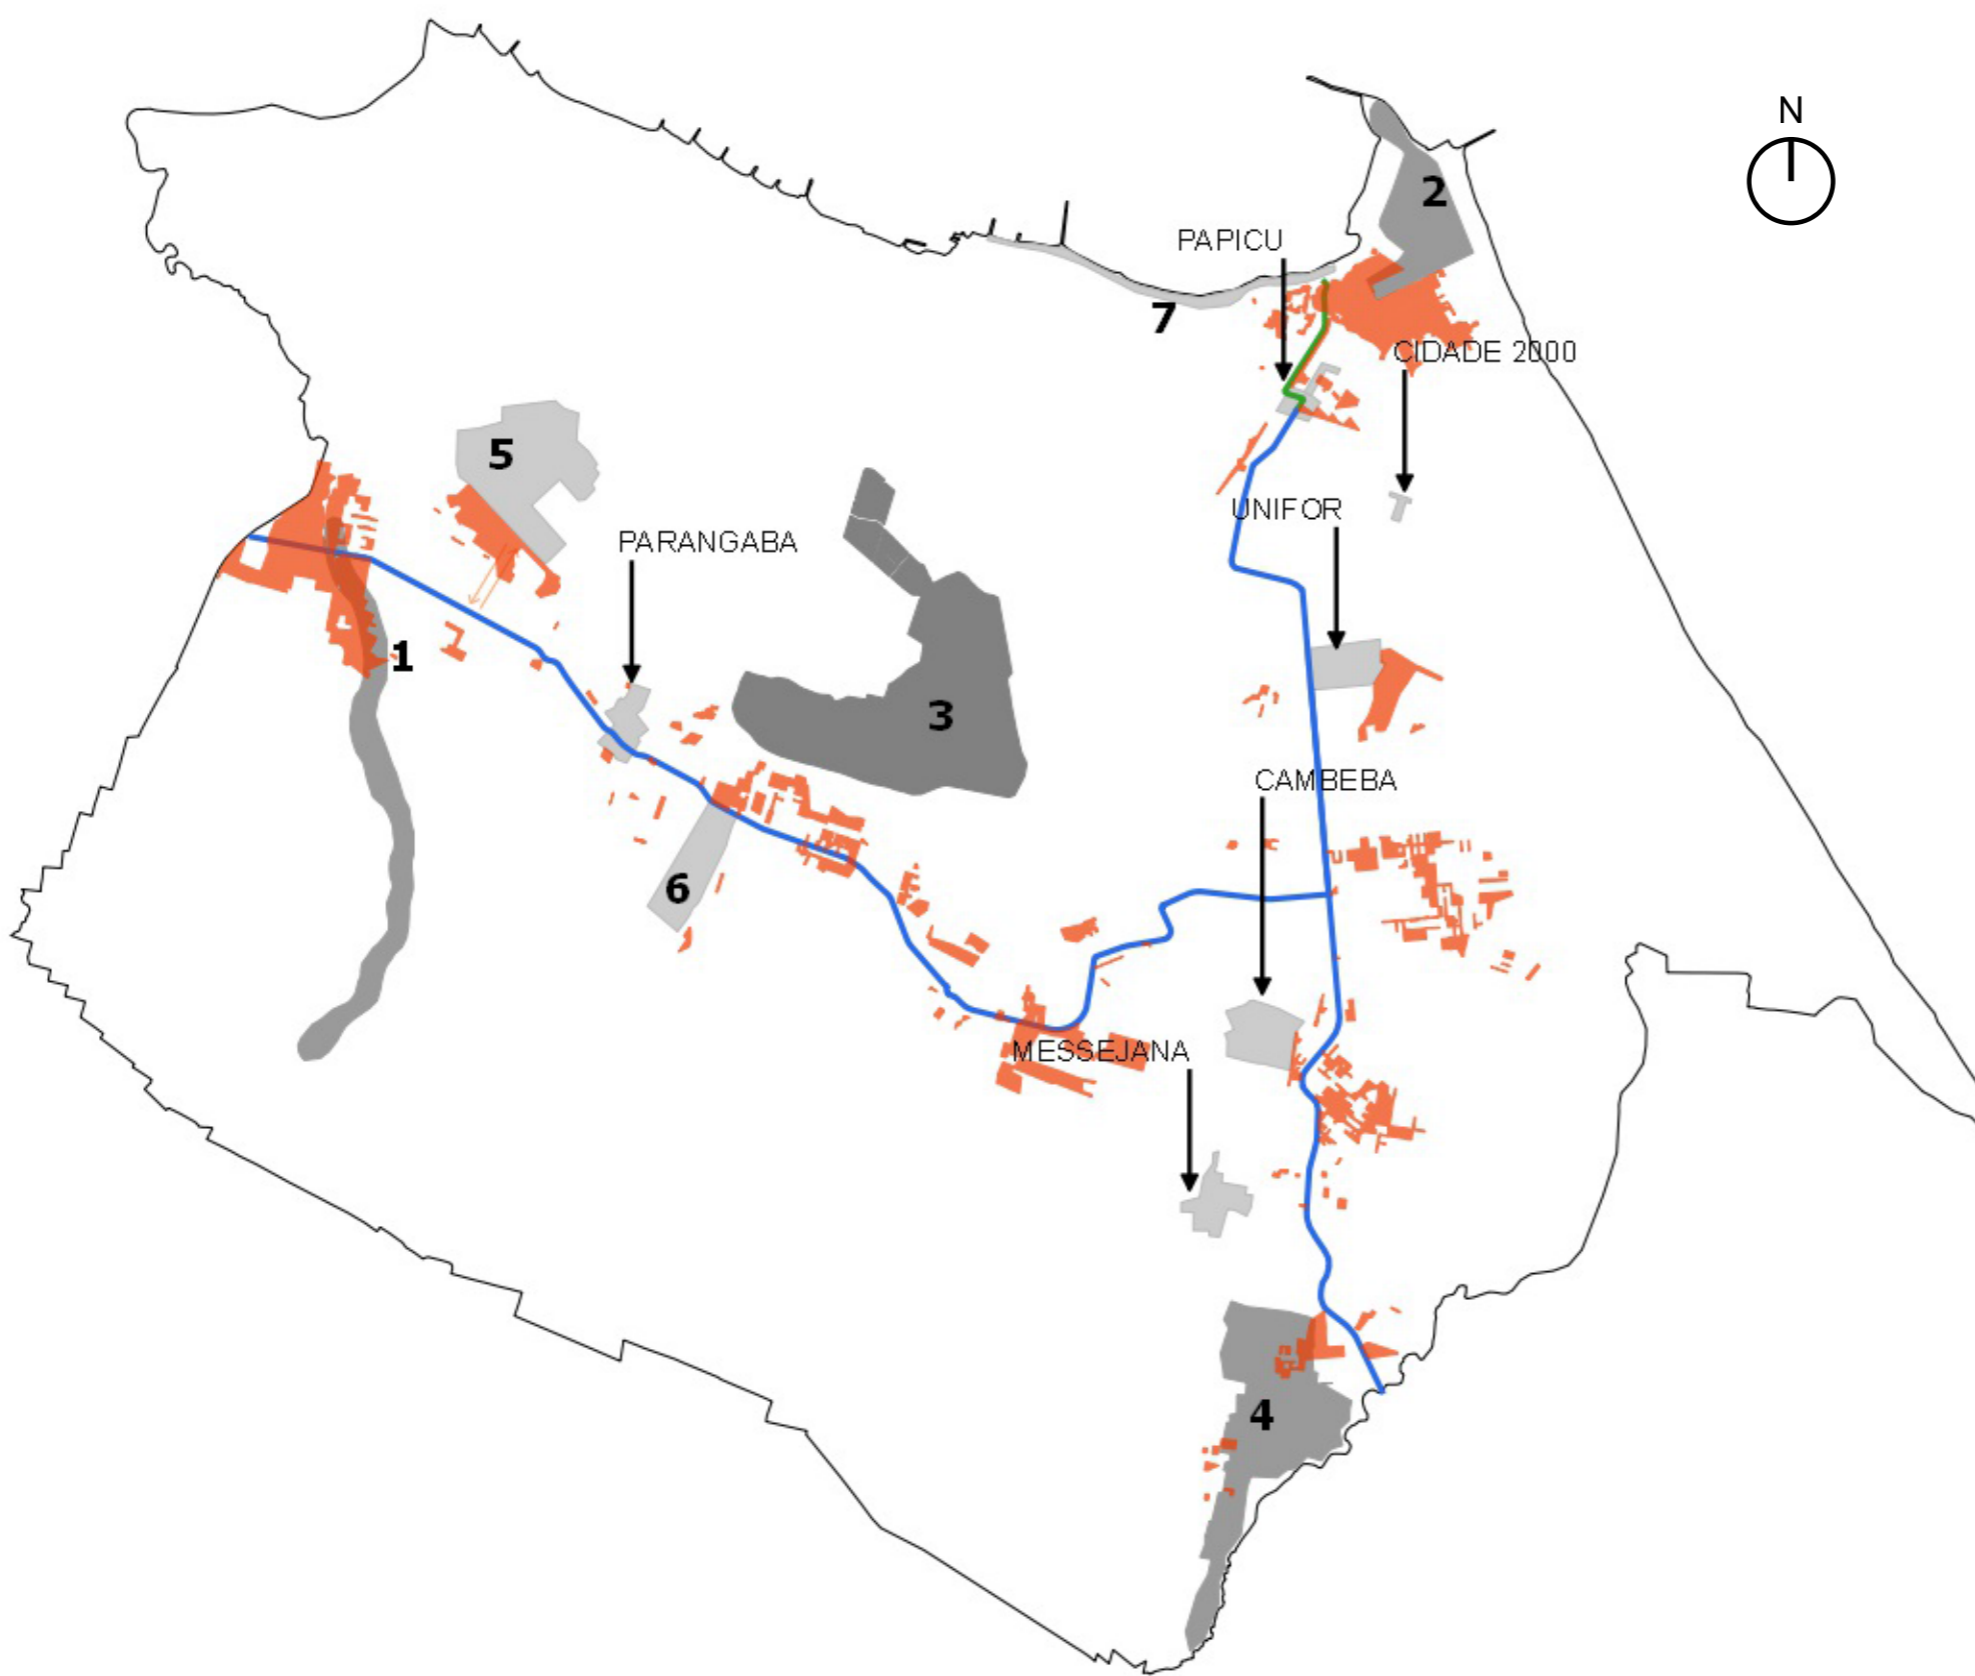 N
2
PAPICU
7
CIDADE 2000
5
UNIFOR
PARANGABA
1
3
CAMBEBA
6
MESSEJANA
4